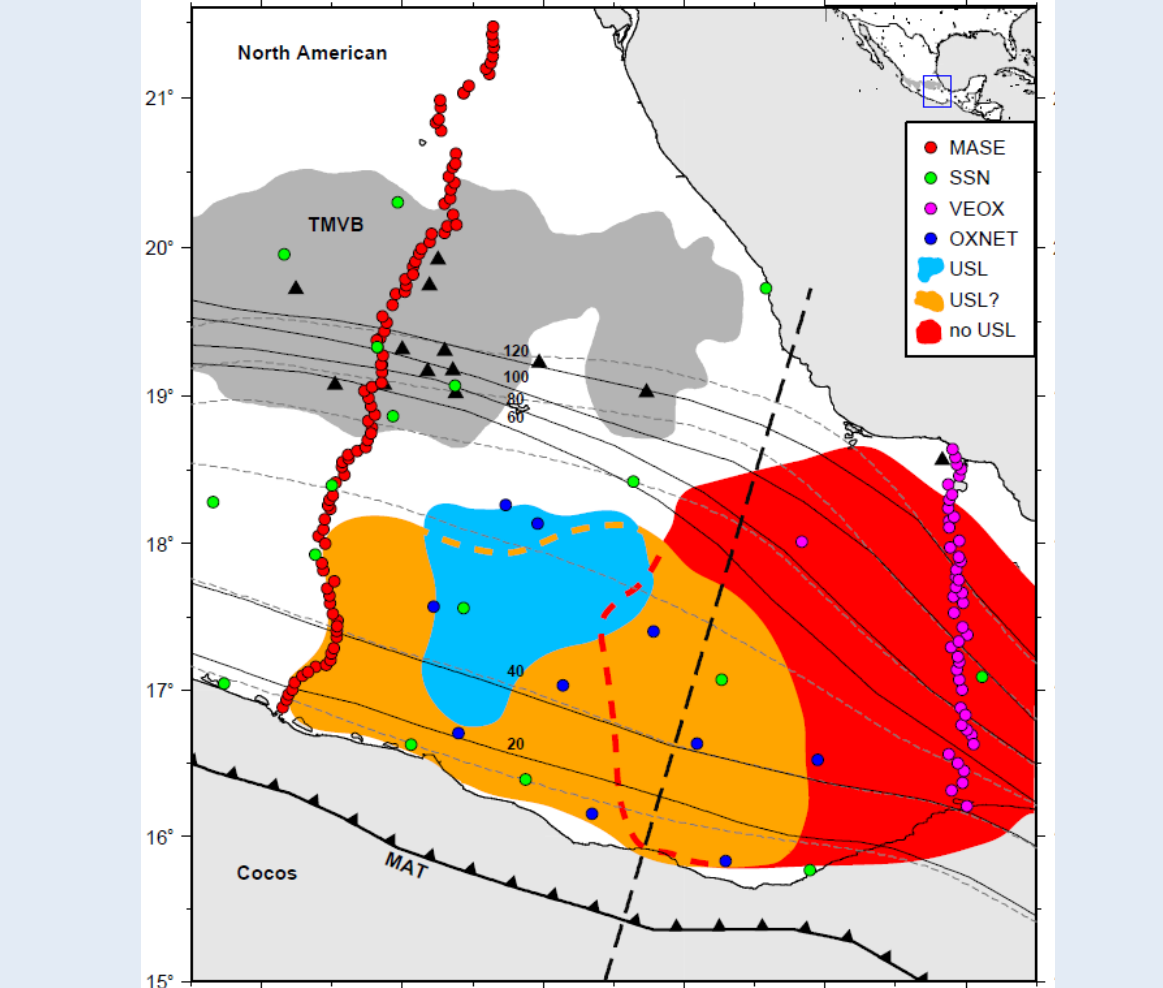 North American
21°
MASE
SSN
VEOX
OXNET
USL
USL?
no USL
TMVB
20°
120
100
80
60
19°
18°
40
17°
20
16°
MAT
Cocos
15°